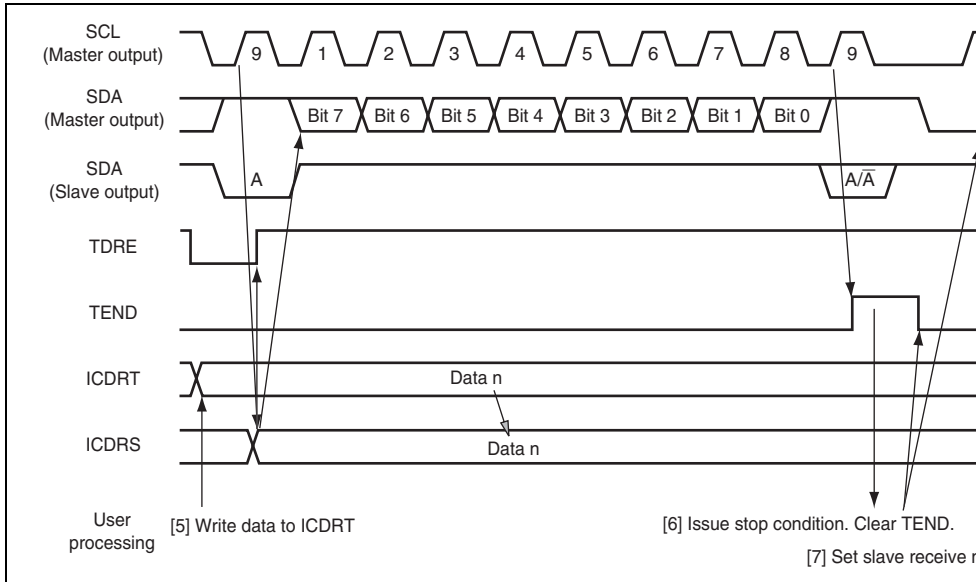 SCL
(Master output)
9 1 2 3 4 5 6 7 8 9
SDA
(Master output)
Bit 7 Bit 6 Bit 5 Bit 4 Bit 3 Bit 2 Bit 1 Bit 0
SDA
(Slave output)
A A/A̅
TDRE
TEND
ICDRT
Data n
ICDRS
Data n
User
processing
[5] Write data to ICDRT
[6] Issue stop condition. Clear TEND.
[7] Set slave receive